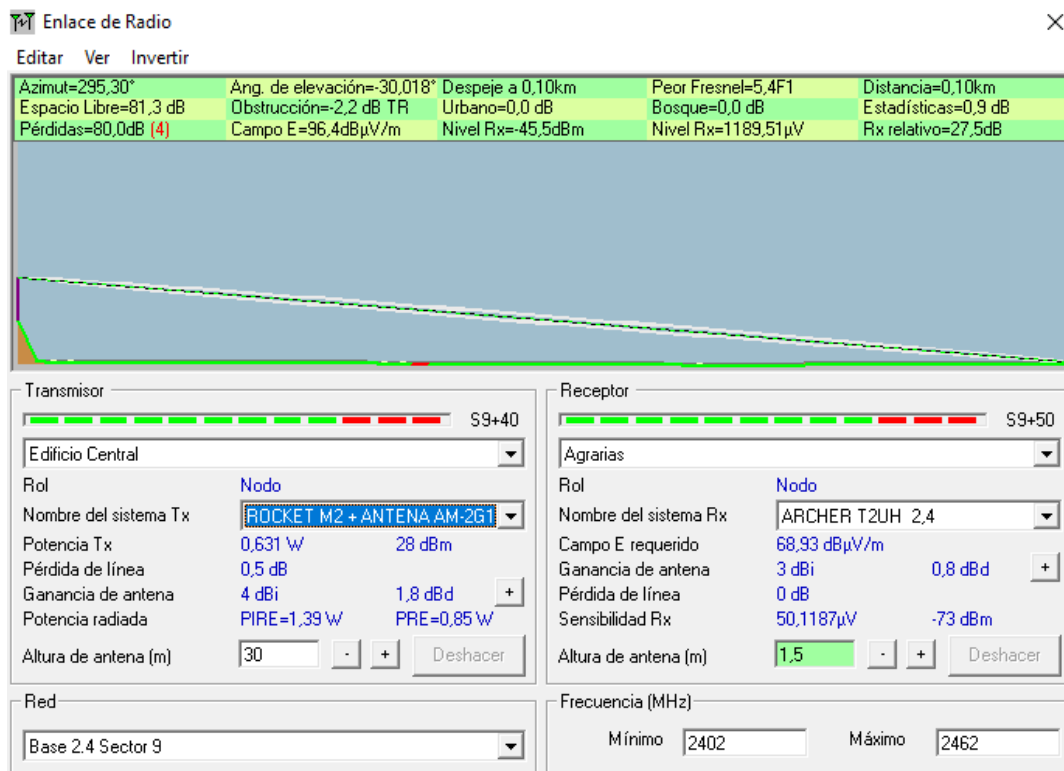 Enlace de Radio
Editar Ver Invertir
Azimut=295,30° Ang. de elevación=-30,018° Despeje a 0,10km Peor Fresnel=5,4F1 Distancia=0,10km
Espacio Libre=81,3 dB Obstrucción=-2,2 dB TR Urbano=0,0 dB Bosque=0,0 dB Estadísticas=0,9 dB
Pérdidas=80,0dB (4) Campo E=96,4dBµV/m Nivel Rx=-45,5dBm Nivel Rx=1189,51µV Rx relativo=27,5dB
Transmisor
S9+40
Edificio Central
Rol Nodo
Nombre del sistema Tx ROCKET M2 + ANTENA AM-2G1
Potencia Tx 0,631 W 28 dBm
Pérdida de línea 0,5 dB
Ganancia de antena 4 dBi 1,8 dBd +
Potencia radiada PIRE=1,39 W PRE=0,85 W
Altura de antena (m) 30 - + Deshacer
Receptor
S9+50
Agrarias
Rol Nodo
Nombre del sistema Rx ARCHER T2UH 2,4
Campo E requerido 68,93 dBµV/m
Ganancia de antena 3 dBi 0,8 dBd +
Pérdida de línea 0 dB
Sensibilidad Rx 50,1187µV -73 dBm
Altura de antena (m) 1,5 - + Deshacer
Red
Base 2.4 Sector 9
Frecuencia (MHz)
Mínimo 2402 Máximo 2462